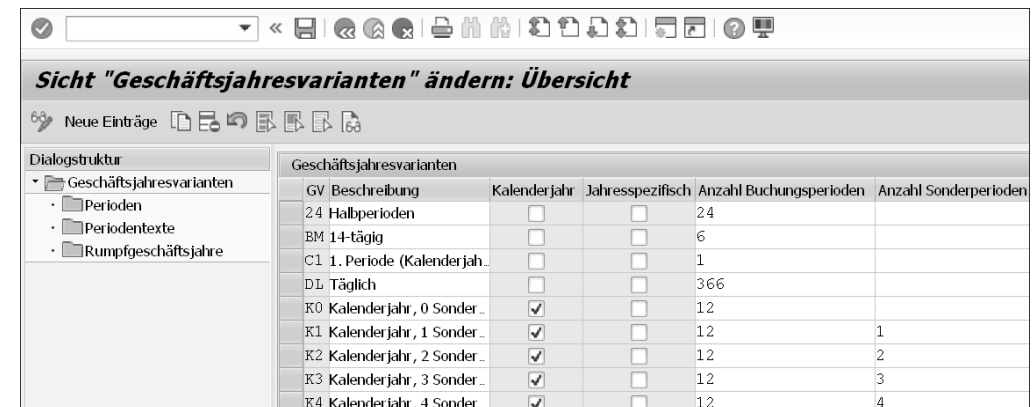 Sicht "Geschäftsjahresvarianten" ändern: Übersicht
Neue Einträge
Dialogstruktur
Geschäftsjahresvarianten
Perioden
Periodentexte
Rumpfgeschäftsjahre
Geschäftsjahresvarianten
GV Beschreibung Kalenderjahr Jahresspezifisch Anzahl Buchungsperioden Anzahl Sonderperioden
24 Halbperioden 24
BM 14-tägig 6
C1 1. Periode (Kalenderjah… 1
DL Täglich 366
K0 Kalenderjahr, 0 Sonder… 12
K1 Kalenderjahr, 1 Sonder… 12 1
K2 Kalenderjahr, 2 Sonder… 12 2
K3 Kalenderjahr, 3 Sonder… 12 3
K4 Kalenderjahr, 4 Sonder 12 4